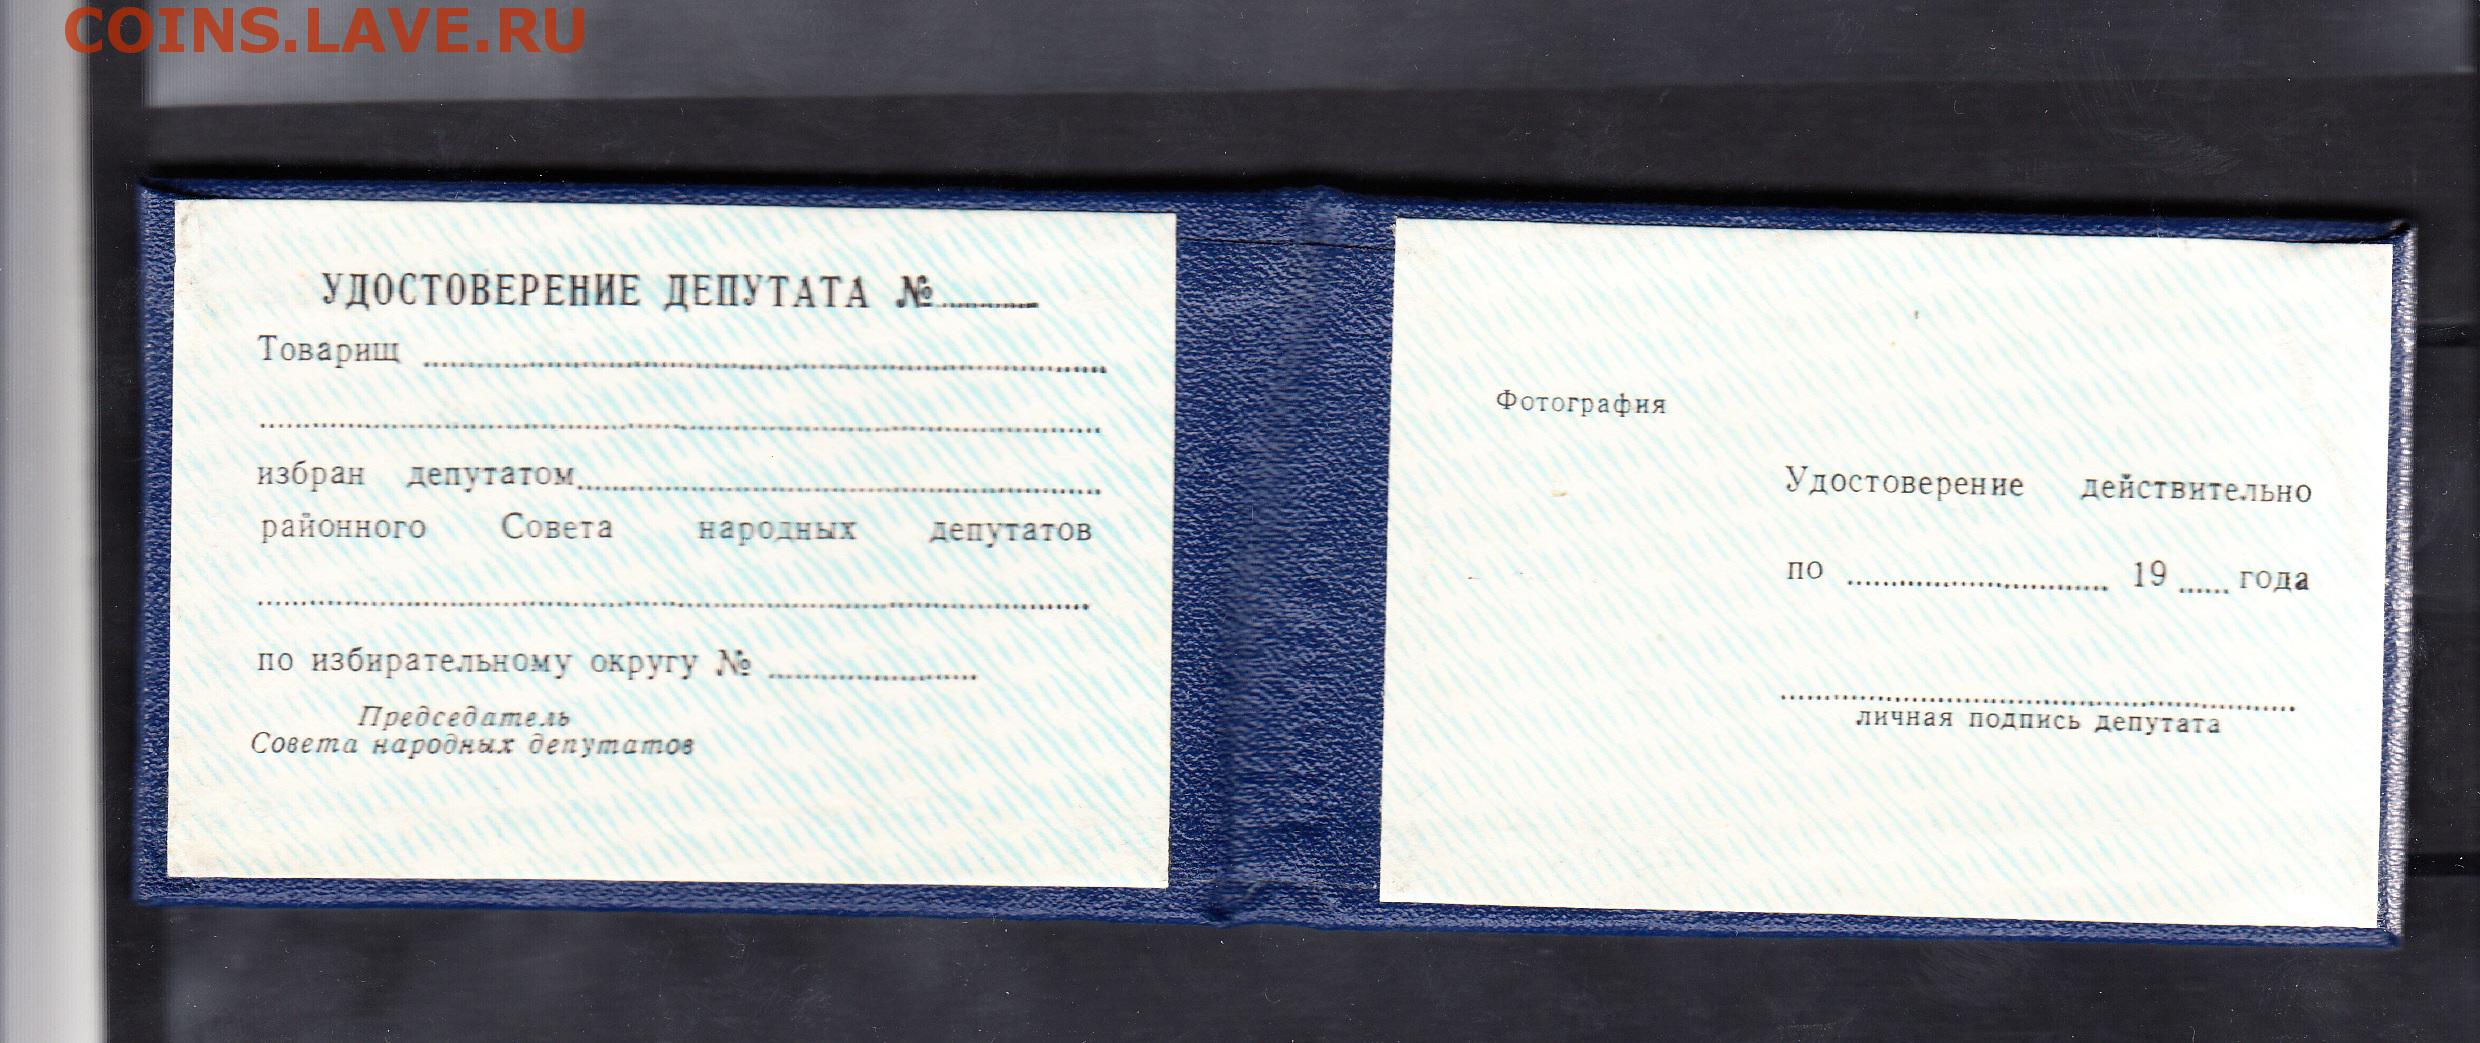 COINS.LAVE.RU
УДОСТОВЕРЕНИЕ ДЕПУТАТА №..........
Товарищ ..........
избран депутатом..........
районного Совета народных депутатов
..........
по избирательному округу № ..........
Председатель
Совета народных депутатов
Фотография
Удостоверение действительно
по .......... 19 ..... года
..........
личная подпись депутата